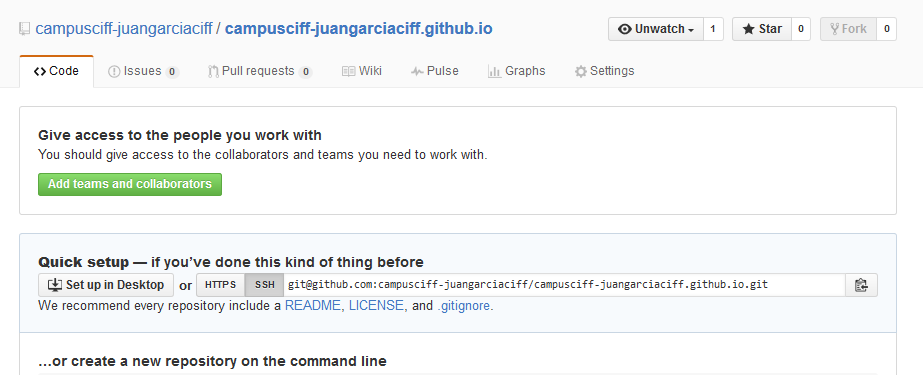 campusciff-juangarciaciff / campusciff-juangarciaciff.github.io
Unwatch 1 Star 0 Fork 0
Code Issues 0 Pull requests 0 Wiki Pulse Graphs Settings
Give access to the people you work with
You should give access to the collaborators and teams you need to work with.
Add teams and collaborators
Quick setup — if you've done this kind of thing before
Set up in Desktop or HTTPS SSH git@github.com:campusciff-juangarciaciff/campusciff-juangarciaciff.github.io.git
We recommend every repository include a README, LICENSE, and .gitignore.
…or create a new repository on the command line